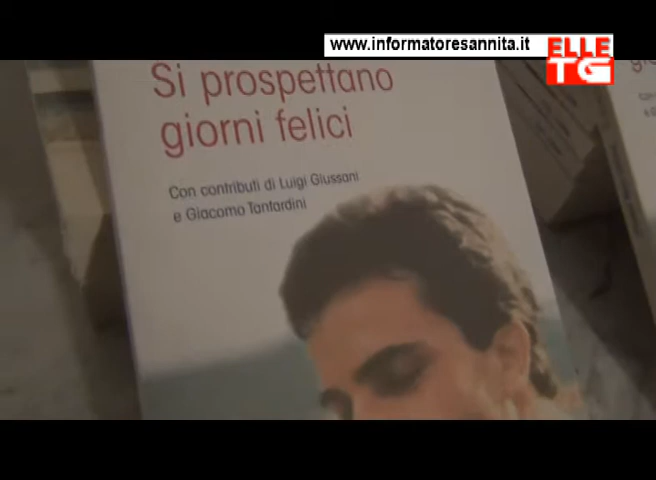 www.informatoresannita.it
ELLE
TG
Si prospettano
giorni felici
Con contributi di Luigi Giussani
e Giacomo Tantardini